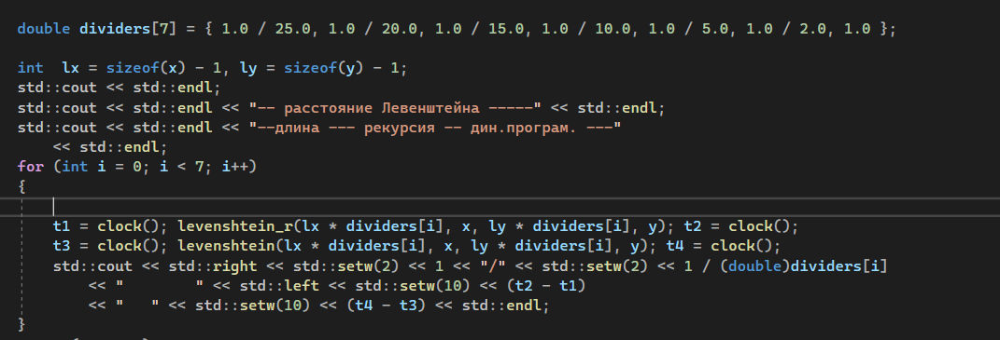 double dividers[7] = { 1.0 / 25.0, 1.0 / 20.0, 1.0 / 15.0, 1.0 / 10.0, 1.0 / 5.0, 1.0 / 2.0, 1.0 };
int  lx = sizeof(x) - 1, ly = sizeof(y) - 1;
std::cout << std::endl;
std::cout << std::endl << "-- расстояние Левенштейна -----" << std::endl;
std::cout << std::endl << "--длина --- рекурсия -- дин.програм. ---"
    << std::endl;
for (int i = 0; i < 7; i++)
{
    t1 = clock(); levenshtein_r(lx * dividers[i], x, ly * dividers[i], y); t2 = clock();
    t3 = clock(); levenshtein(lx * dividers[i], x, ly * dividers[i], y); t4 = clock();
    std::cout << std::right << std::setw(2) << 1 << "/" << std::setw(2) << 1 / (double)dividers[i]
        << "        " << std::left << std::setw(10) << (t2 - t1)
        << "   " << std::setw(10) << (t4 - t3) << std::endl;
}